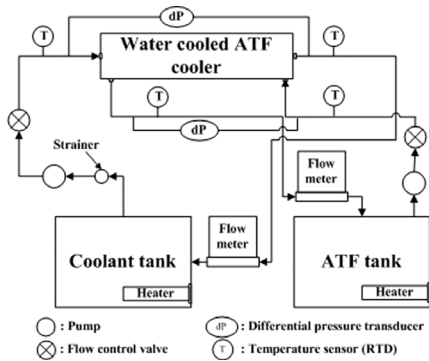 dP
T
T
Water cooled ATF
cooler
T
T
dP
Strainer
Flow
meter
Flow
meter
Coolant tank
ATF tank
Heater
Heater
: Pump
dP : Differential pressure transducer
: Flow control valve
T : Temperature sensor (RTD)